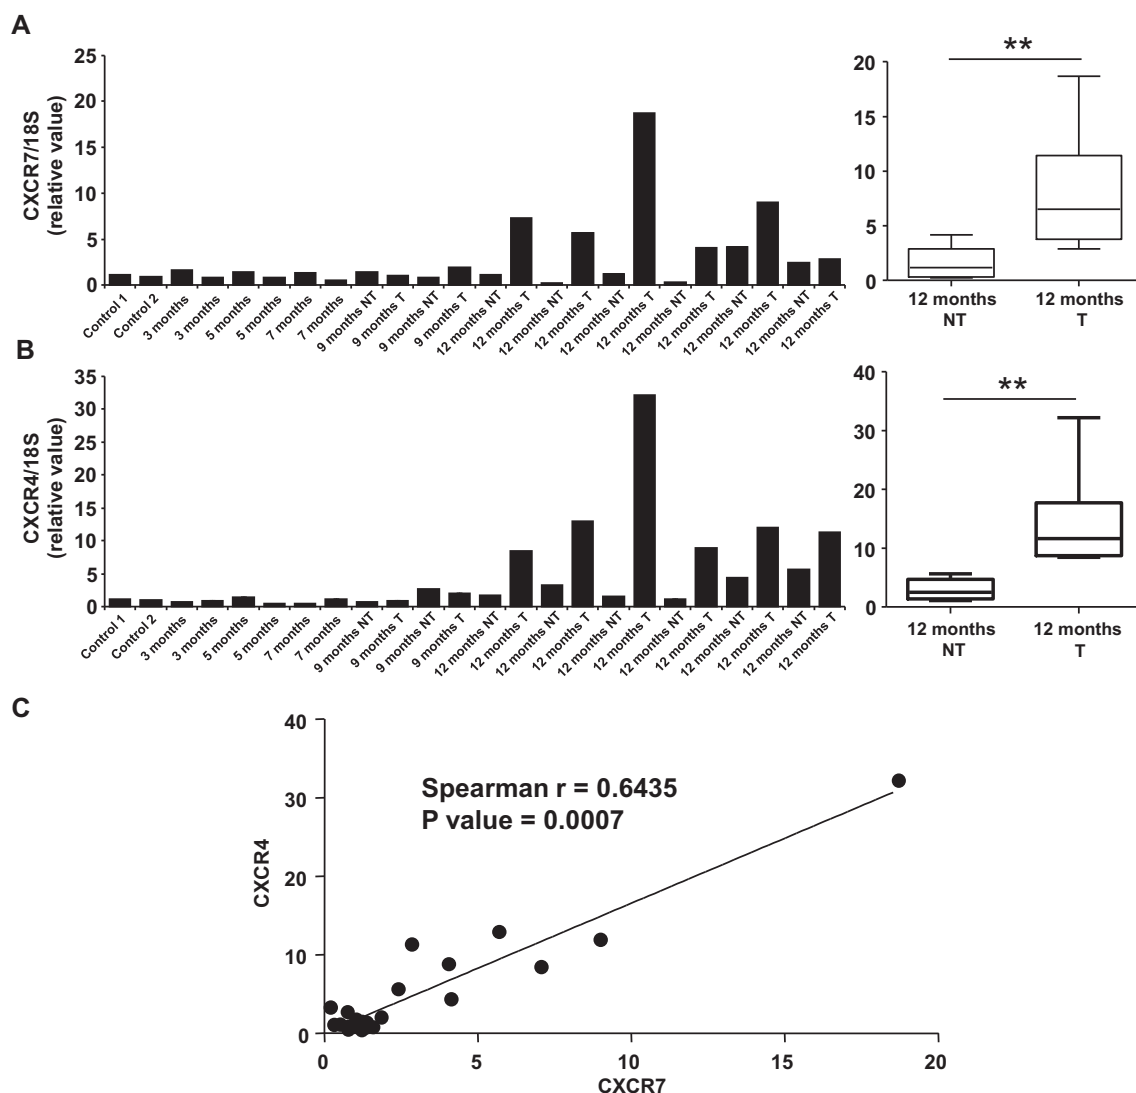 A
CXCR7/18S
(relative value)
25
20
15
10
5
0
Control 1
Control 2
3 months
3 months
5 months
5 months
7 months
7 months
9 months NT
9 months T
9 months NT
9 months T
12 months NT
12 months T
12 months NT
12 months T
12 months NT
12 months T
12 months NT
12 months T
12 months NT
12 months T
12 months NT
12 months T
**
20
15
10
5
0
12 months
NT
12 months
T
B
CXCR4/18S
(relative value)
35
30
25
20
15
10
5
0
Control 1
Control 2
3 months
3 months
5 months
5 months
7 months
7 months
9 months NT
9 months T
9 months NT
9 months T
12 months NT
12 months T
12 months NT
12 months T
12 months NT
12 months T
12 months NT
12 months T
12 months NT
12 months T
12 months NT
12 months T
**
40
30
20
10
0
12 months
NT
12 months
T
C
CXCR4
40
30
20
10
0
Spearman r = 0.6435
P value = 0.0007
0
5
10
15
20
CXCR7